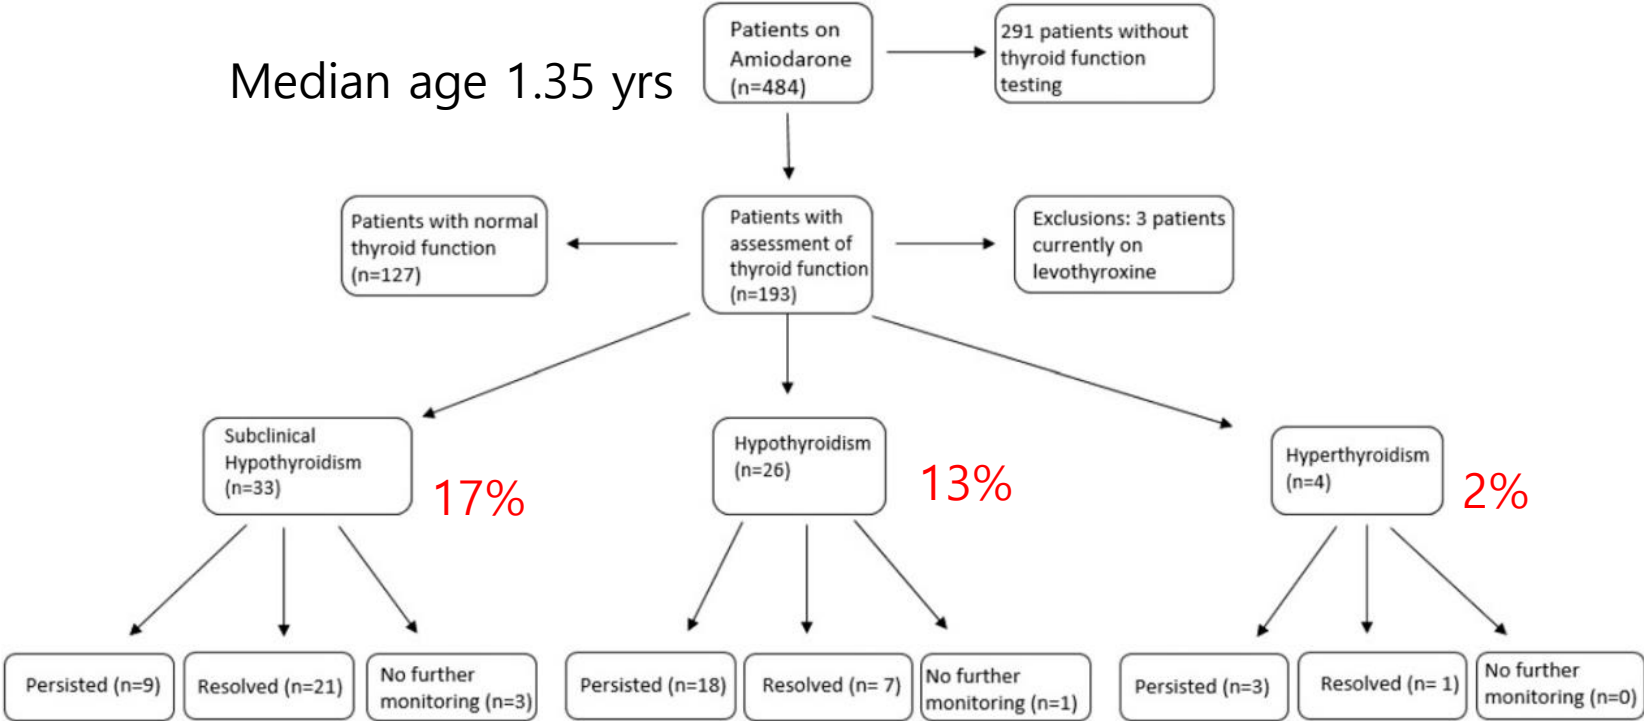 Median age 1.35 yrs
Patients on
Amiodarone
(n=484)
291 patients without
thyroid function
testing
Patients with normal
thyroid function
(n=127)
Patients with
assessment of
thyroid function
(n=193)
Exclusions: 3 patients
currently on
levothyroxine
Subclinical
Hypothyroidism
(n=33)
17%
Hypothyroidism
(n=26)
13%
Hyperthyroidism
(n=4)
2%
Persisted (n=9)
Resolved (n=21)
No further
monitoring (n=3)
Persisted (n=18)
Resolved (n= 7)
No further
monitoring (n=1)
Persisted (n=3)
Resolved (n= 1)
No further
monitoring (n=0)